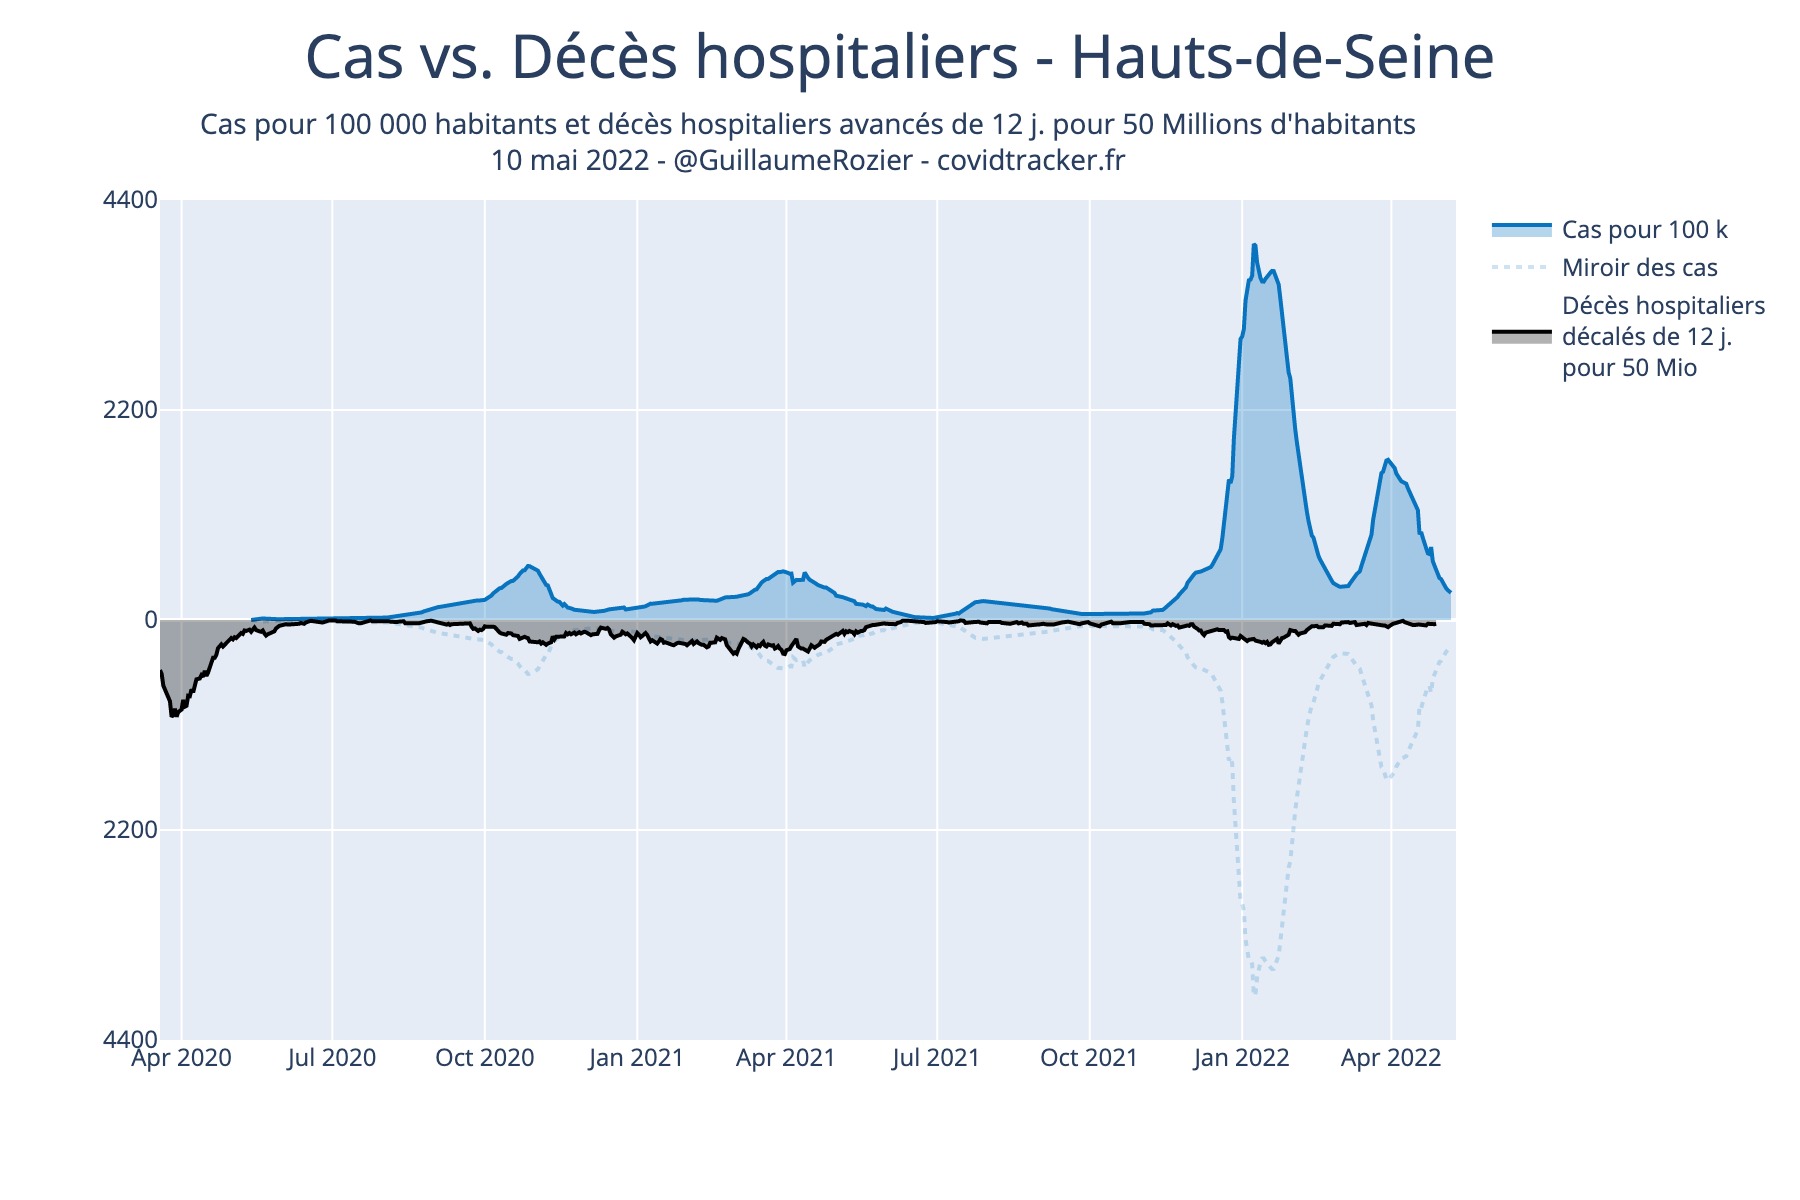 Cas vs. Décès hospitaliers - Hauts-de-Seine
Cas pour 100 000 habitants et décès hospitaliers avancés de 12 j. pour 50 Millions d'habitants
10 mai 2022 - @GuillaumeRozier - covidtracker.fr
4400
2200
0
2200
4400
Apr 2020
Jul 2020
Oct 2020
Jan 2021
Apr 2021
Jul 2021
Oct 2021
Jan 2022
Apr 2022
Cas pour 100 k
Miroir des cas
Décès hospitaliers
décalés de 12 j.
pour 50 Mio